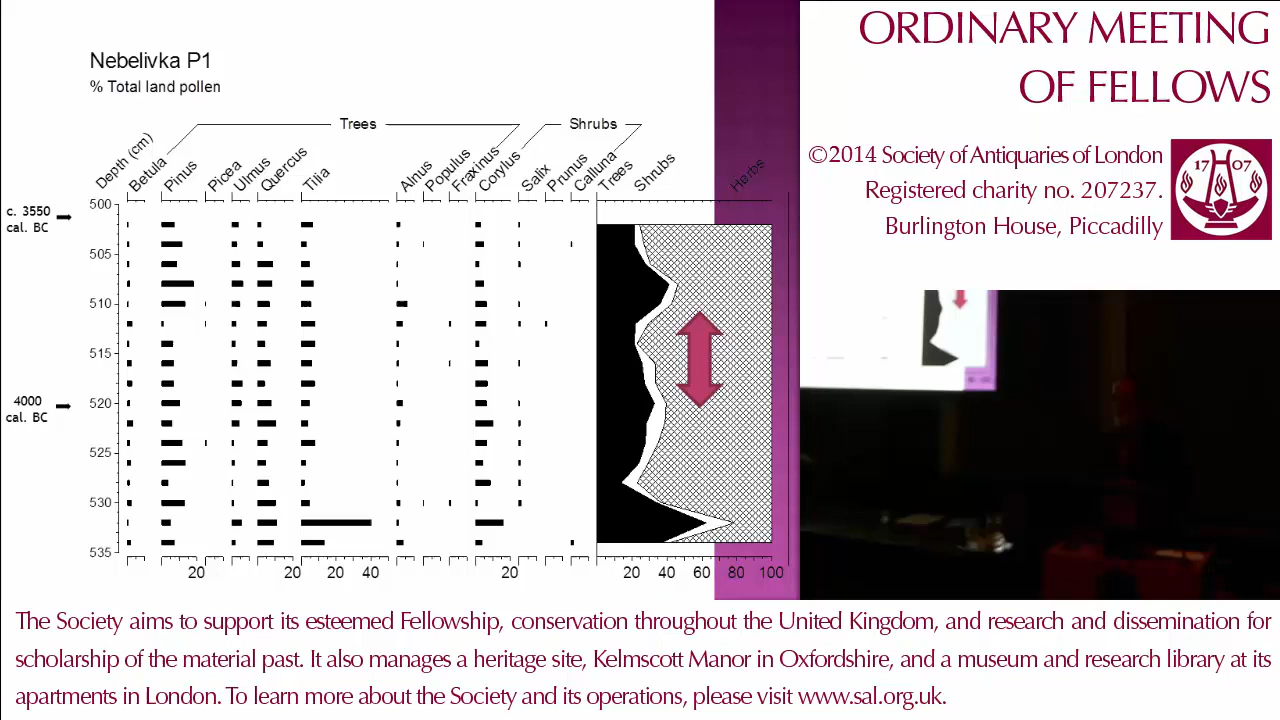 Nebelivka P1
% Total land pollen
Trees
Shrubs
Depth (cm)
Betula
Pinus
Picea
Ulmus
Quercus
Tilia
Alnus
Populus
Fraxinus
Corylus
Salix
Prunus
Calluna
Trees
Shrubs
Herbs
c. 3550
cal. BC
4000
cal. BC
500
505
510
515
520
525
530
535
20
20
20
40
20
20
40
60
80
100
ORDINARY MEETING
OF FELLOWS
©2014 Society of Antiquaries of London
Registered charity no. 207237.
Burlington House, Piccadilly
17 07
The Society aims to support its esteemed Fellowship, conservation throughout the United Kingdom, and research and dissemination for
scholarship of the material past. It also manages a heritage site, Kelmscott Manor in Oxfordshire, and a museum and research library at its
apartments in London. To learn more about the Society and its operations, please visit www.sal.org.uk.